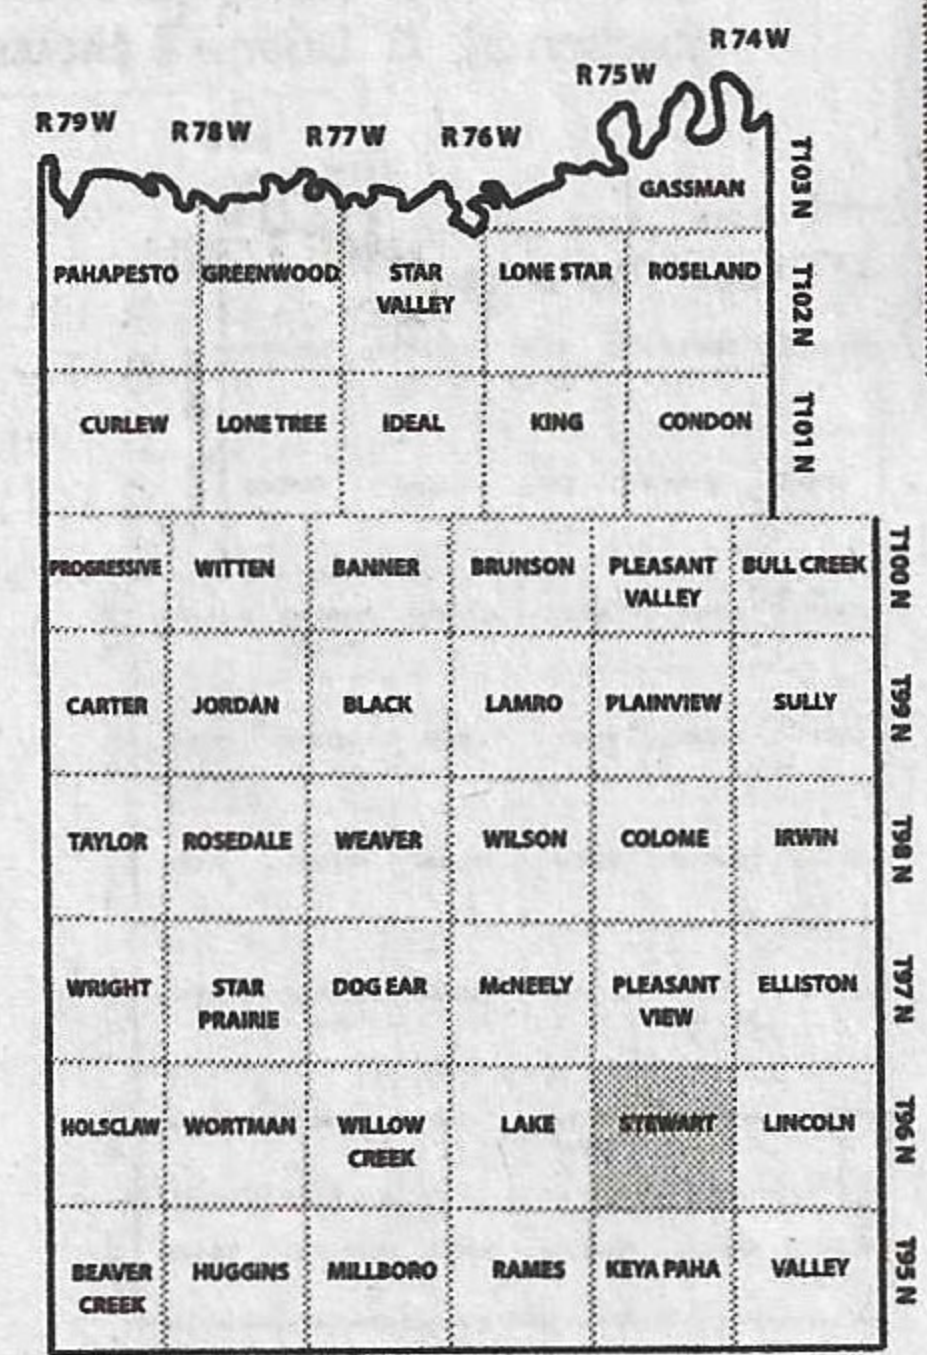 R 74 W
R 75 W
R 79 W
R 78 W
R 77 W
R 76 W
T103 N
GASSMAN
PAHAPESTO
GREENWOOD
STAR
VALLEY
LONE STAR
ROSELAND
T102 N
CURLEW
LONE TREE
IDEAL
KING
CONDON
T101 N
PROGRESSIVE
WITTEN
BANNER
BRUNSON
PLEASANT
VALLEY
BULL CREEK
T100 N
CARTER
JORDAN
BLACK
LAMRO
PLAINVIEW
SULLY
T99 N
TAYLOR
ROSEDALE
WEAVER
WILSON
COLOME
IRWIN
T98 N
WRIGHT
STAR
PRAIRIE
DOG EAR
McNEELY
PLEASANT
VIEW
ELLISTON
T97 N
HOLSCLAW
WORTMAN
WILLOW
CREEK
LAKE
STEWART
LINCOLN
T96 N
BEAVER
CREEK
HUGGINS
MILLBORO
RAMES
KEYA PAHA
VALLEY
T95 N